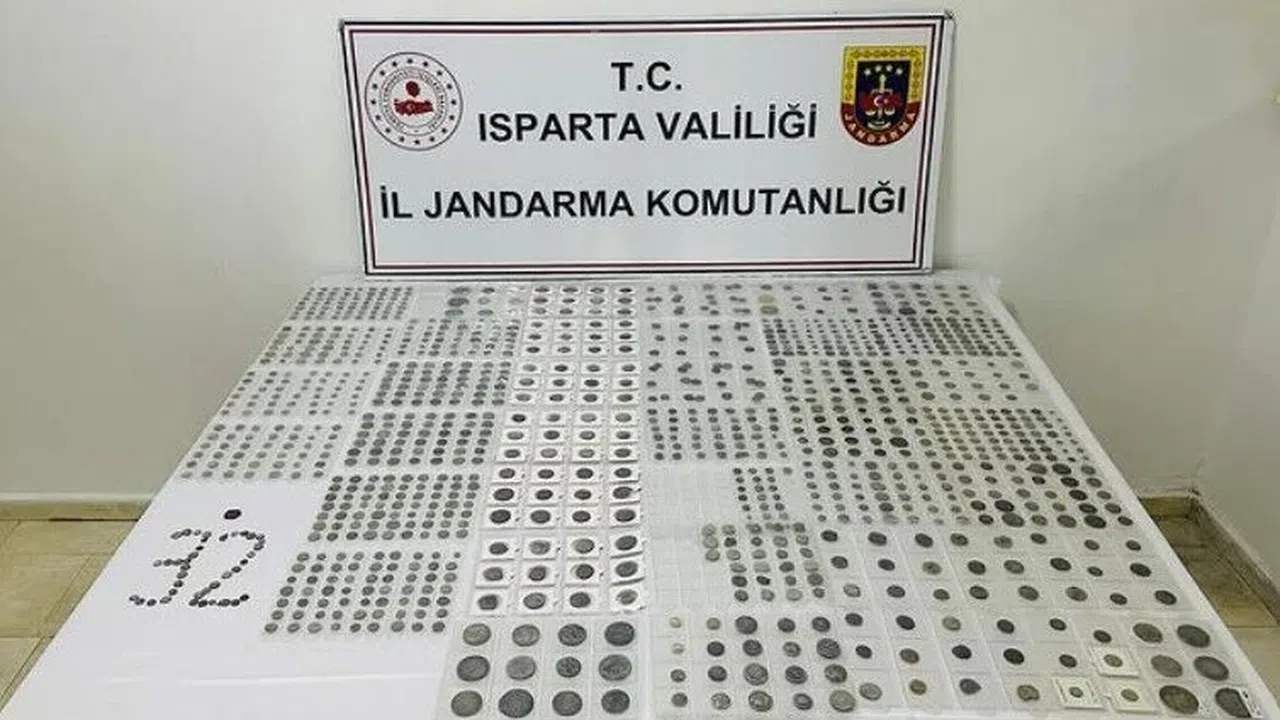 T.C.
ISPARTA VALİLİĞİ
JANDARMA
İL JANDARMA KOMUTANLIĞI
32